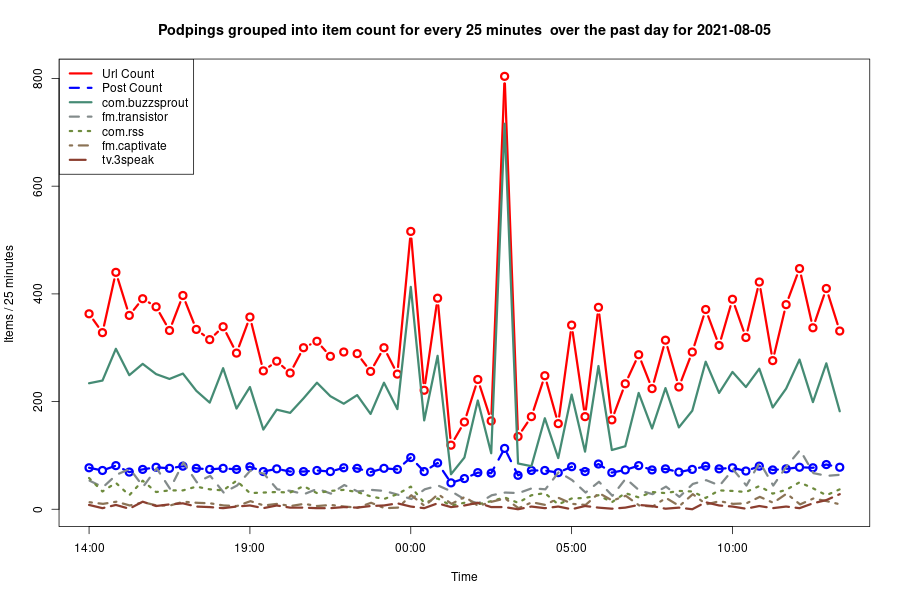 Podpings grouped into item count for every 25 minutes  over the past day for 2021-08-05
Url Count
Post Count
com.buzzsprout
fm.transistor
com.rss
fm.captivate
tv.3speak
Items / 25 minutes
800
600
400
200
0
14:00
19:00
00:00
05:00
10:00
Time